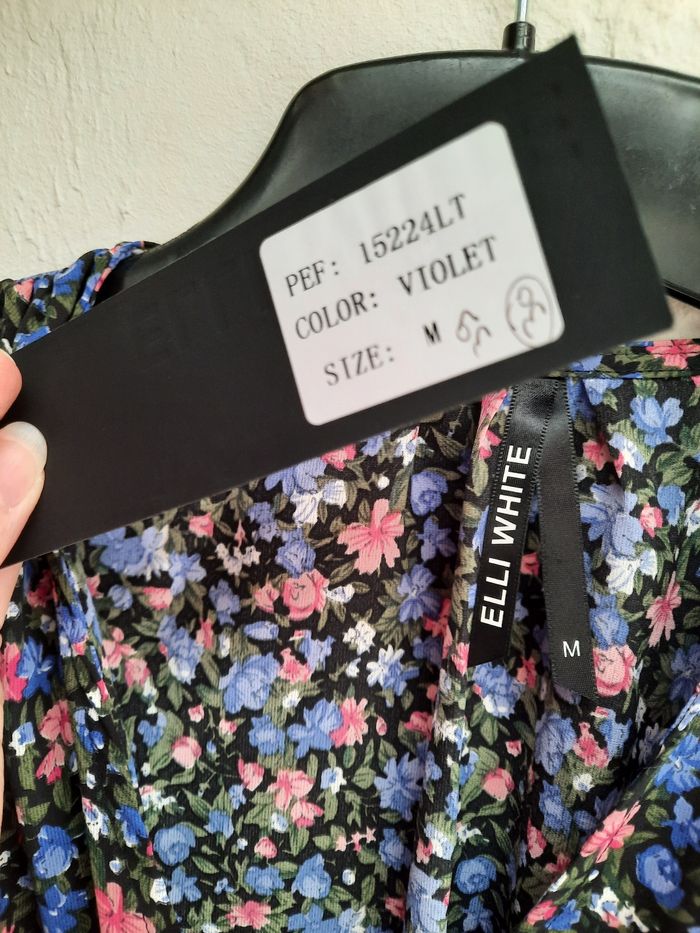 PEF: 15224LT
COLOR: VIOLET
SIZE: M
ELLI WHITE
M